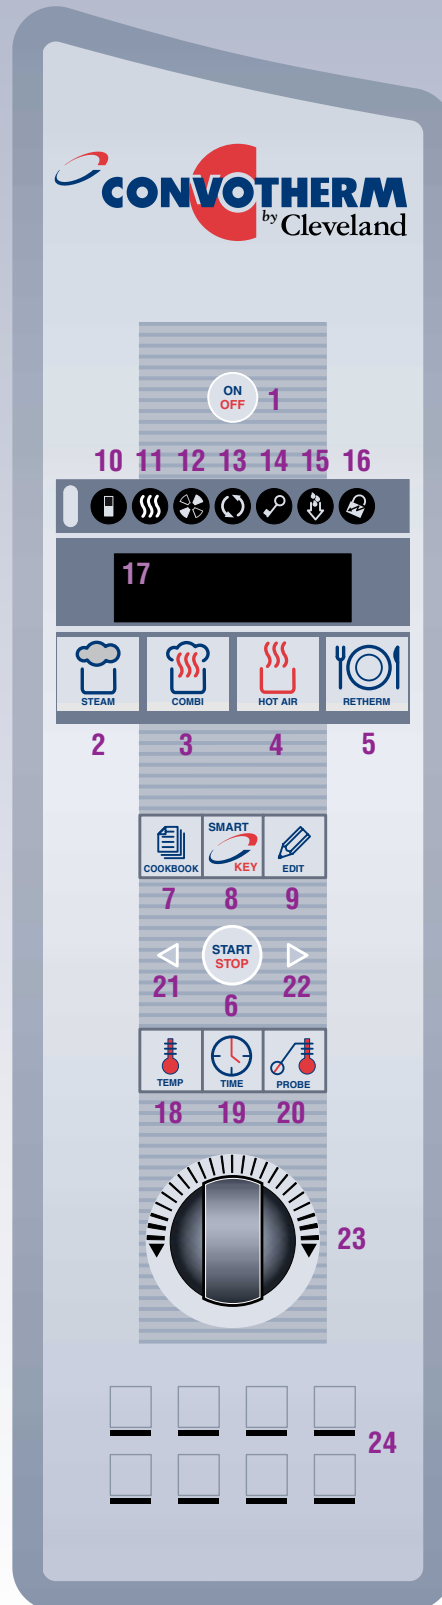 CONVOTHERM
by Cleveland
ON
OFF
1
10 11 12 13 14 15 16
17
STEAM COMBI HOT AIR RETHERM
2 3 4 5
COOKBOOK SMART KEY EDIT
7 8 9
START
STOP
21 6 22
TEMP TIME PROBE
18 19 20
23
24